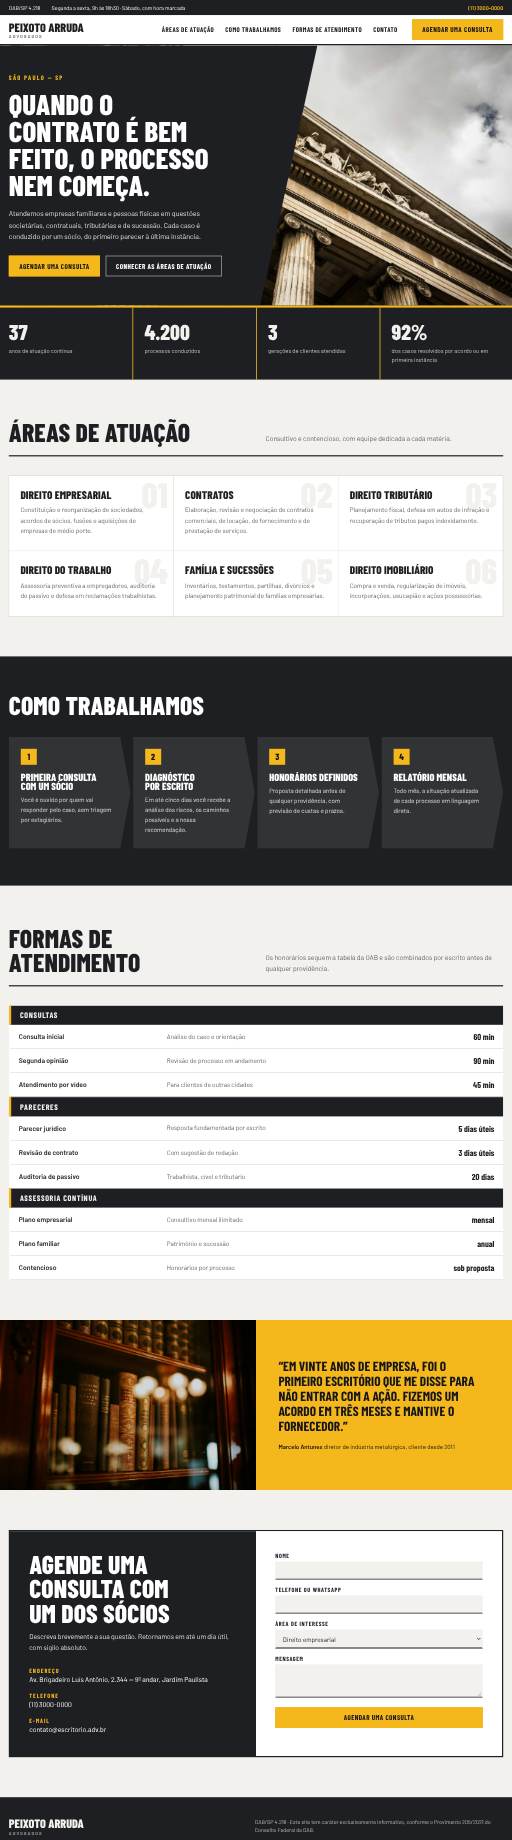 OAB/SP 4.218 Segunda a sexta, 9h às 18h30 · Sábado, com hora marcada (11) 3000-0000
PEIXOTO ARRUDA
ADVOGADOS
ÁREAS DE ATUAÇÃO COMO TRABALHAMOS FORMAS DE ATENDIMENTO CONTATO AGENDAR UMA CONSULTA
SÃO PAULO — SP
QUANDO O
CONTRATO É BEM
FEITO, O PROCESSO
NEM COMEÇA.
Atendemos empresas familiares e pessoas físicas em questões
societárias, contratuais, tributárias e de sucessão. Cada caso é
conduzido por um sócio, do primeiro parecer à última instância.
AGENDAR UMA CONSULTA CONHECER AS ÁREAS DE ATUAÇÃO
37
anos de atuação contínua
4.200
processos conduzidos
3
gerações de clientes atendidas
92%
dos casos resolvidos por acordo ou em
primeira instância
ÁREAS DE ATUAÇÃO
Consultivo e contencioso, com equipe dedicada a cada matéria.
01
DIREITO EMPRESARIAL
Constituição e reorganização de sociedades,
acordos de sócios, fusões e aquisições de
empresas de médio porte.
02
CONTRATOS
Elaboração, revisão e negociação de contratos
comerciais, de locação, de fornecimento e de
prestação de serviços.
03
DIREITO TRIBUTÁRIO
Planejamento fiscal, defesa em autos de infração e
recuperação de tributos pagos indevidamente.
04
DIREITO DO TRABALHO
Assessoria preventiva a empregadores, auditoria
do passivo e defesa em reclamações trabalhistas.
05
FAMÍLIA E SUCESSÕES
Inventários, testamentos, partilhas, divórcios e
planejamento patrimonial de famílias empresárias.
06
DIREITO IMOBILIÁRIO
Compra e venda, regularização de imóveis,
incorporações, usucapião e ações possessórias.
COMO TRABALHAMOS
1
PRIMEIRA CONSULTA
COM UM SÓCIO
Você é ouvido por quem vai
responder pelo caso, sem triagem
por estagiários.
2
DIAGNÓSTICO
POR ESCRITO
Em até cinco dias você recebe a
análise dos riscos, os caminhos
possíveis e a nossa
recomendação.
3
HONORÁRIOS DEFINIDOS
Proposta detalhada antes de
qualquer providência, com
previsão de custas e prazos.
4
RELATÓRIO MENSAL
Todo mês, a situação atualizada
de cada processo em linguagem
direta.
FORMAS DE
ATENDIMENTO
Os honorários seguem a tabela da OAB e são combinados por escrito antes de
qualquer providência.
CONSULTAS
Consulta inicial Análise do caso e orientação 60 min
Segunda opinião Revisão de processo em andamento 90 min
Atendimento por vídeo Para clientes de outras cidades 45 min
PARECERES
Parecer jurídico Resposta fundamentada por escrito 5 dias úteis
Revisão de contrato Com sugestão de redação 3 dias úteis
Auditoria de passivo Trabalhista, cível e tributário 20 dias
ASSESSORIA CONTÍNUA
Plano empresarial Consultivo mensal ilimitado mensal
Plano familiar Patrimônio e sucessão anual
Contencioso Honorários por processo sob proposta
“EM VINTE ANOS DE EMPRESA, FOI O
PRIMEIRO ESCRITÓRIO QUE ME DISSE PARA
NÃO ENTRAR COM A AÇÃO. FIZEMOS UM
ACORDO EM TRÊS MESES E MANTIVE O
FORNECEDOR.”
Marcelo Antunes diretor de indústria metalúrgica, cliente desde 2011
AGENDE UMA
CONSULTA COM
UM DOS SÓCIOS
Descreva brevemente a sua questão. Retornamos em até um dia útil,
com sigilo absoluto.
ENDEREÇO
Av. Brigadeiro Luís Antônio, 2.344 — 9º andar, Jardim Paulista
TELEFONE
(11) 3000-0000
E-MAIL
contato@escritorio.adv.br
NOME
TELEFONE OU WHATSAPP
ÁREA DE INTERESSE
Direito empresarial
MENSAGEM
AGENDAR UMA CONSULTA
PEIXOTO ARRUDA
ADVOGADOS
OAB/SP 4.218 · Este site tem caráter exclusivamente informativo, conforme o Provimento 205/2021 do
Conselho Federal da OAB.